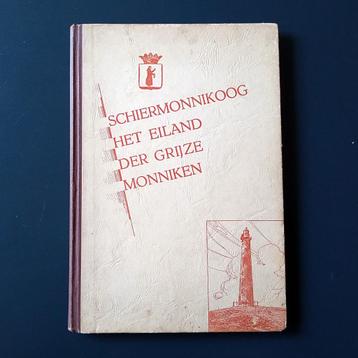 SCHIERMONNIKOOG
HET EILAND
DER GRIJZE
MONNIKEN